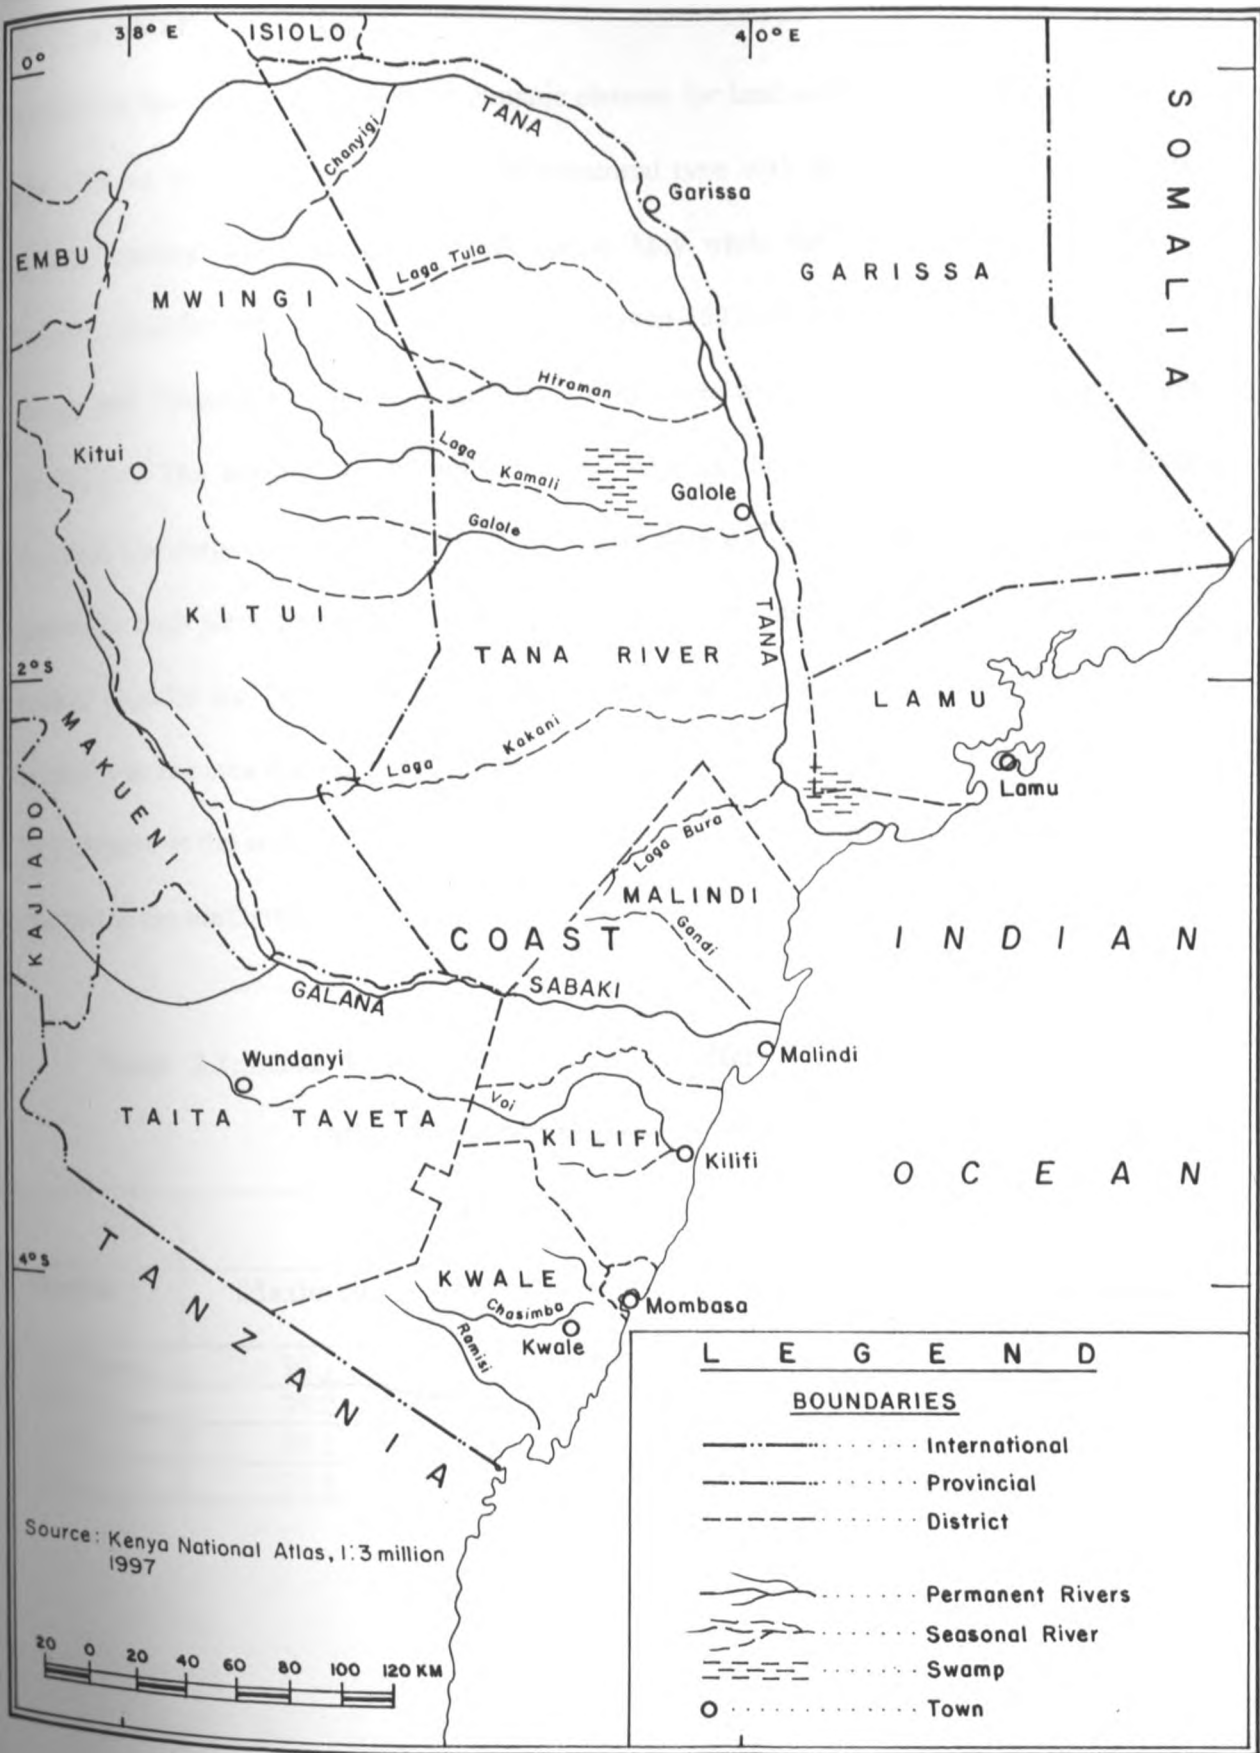 38° E
ISIOLO
40° E
0°
SOMALIA
TANA
Chanyigi
Garissa
EMBU
Laga Tula
GARISSA
MWINGI
Hiraman
Kitui
Laga Kamali
Galole
Galole
KITUI
TANA
TANA RIVER
2°S
LAMU
MAKUENI
Laga Kokani
Lamu
KAJIADO
Laga Bura
MALINDI
Gandi
COAST
INDIAN
SABAKI
GALANA
Wundanyi
Malindi
Voi
TAITA TAVETA
KILIFI
Kilifi
OCEAN
TANZANIA
4°S
KWALE
Chasimba
Mombasa
Ramisi
Kwale
LEGEND
BOUNDARIES
International
Provincial
District
Permanent Rivers
Seasonal River
Swamp
Town
Source: Kenya National Atlas, 1:3 million
1997
20 0 20 40 60 80 100 120 KM